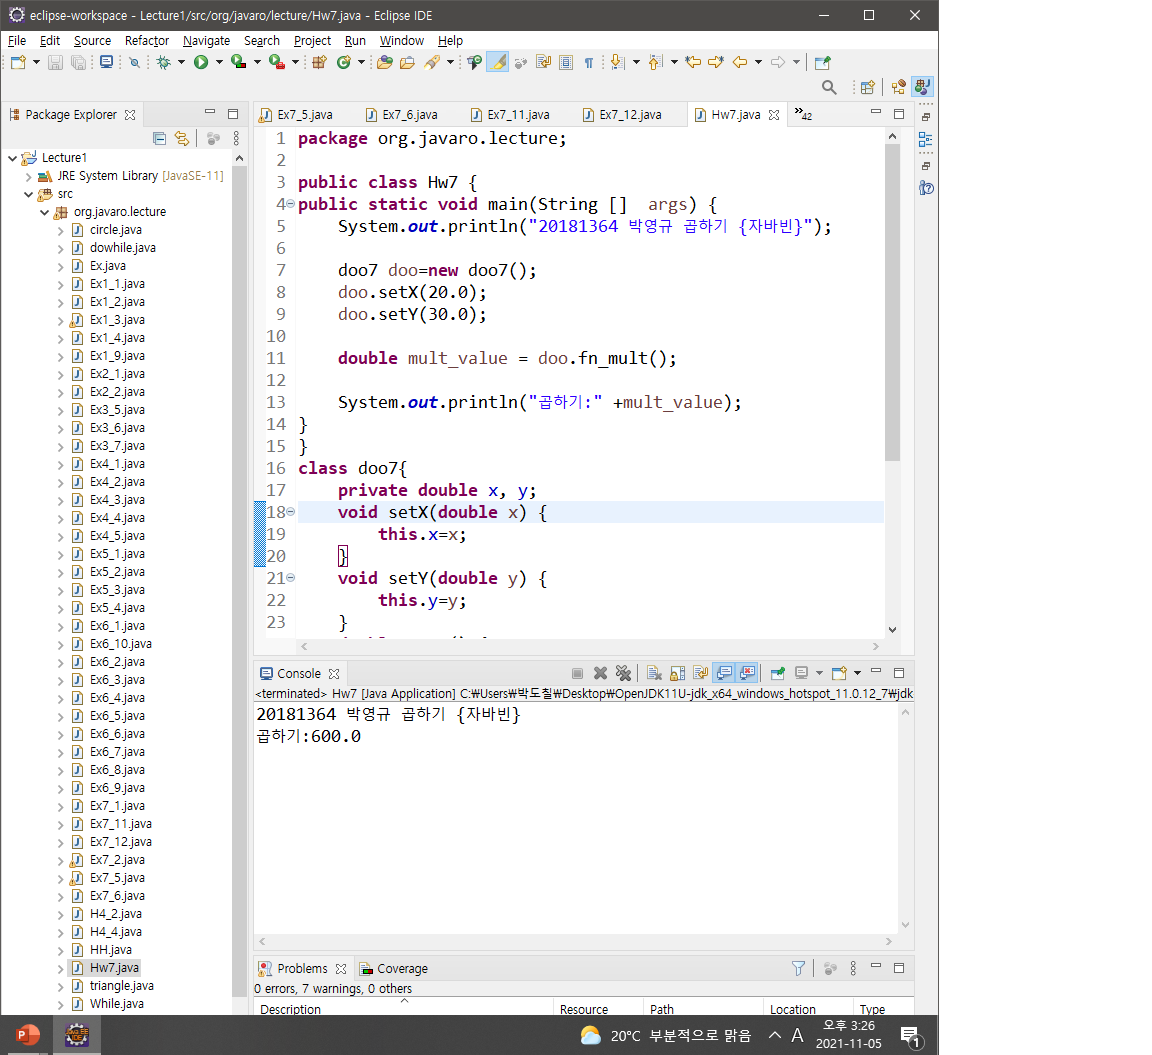 eclipse-workspace - Lecture1/src/org/javaro/lecture/Hw7.java - Eclipse IDE
File Edit Source Refactor Navigate Search Project Run Window Help
Package Explorer
Lecture1
JRE System Library [JavaSE-11]
src
org.javaro.lecture
circle.java
dowhile.java
Ex.java
Ex1_1.java
Ex1_2.java
Ex1_3.java
Ex1_4.java
Ex1_9.java
Ex2_1.java
Ex2_2.java
Ex3_5.java
Ex3_6.java
Ex3_7.java
Ex4_1.java
Ex4_2.java
Ex4_3.java
Ex4_4.java
Ex4_5.java
Ex5_1.java
Ex5_2.java
Ex5_3.java
Ex5_4.java
Ex6_1.java
Ex6_10.java
Ex6_2.java
Ex6_3.java
Ex6_4.java
Ex6_5.java
Ex6_6.java
Ex6_7.java
Ex6_8.java
Ex6_9.java
Ex7_1.java
Ex7_11.java
Ex7_12.java
Ex7_2.java
Ex7_5.java
Ex7_6.java
H4_2.java
H4_4.java
HH.java
Hw7.java
triangle.java
While.java
Ex7_5.java Ex7_6.java Ex7_11.java Ex7_12.java Hw7.java »42
1 package org.javaro.lecture;
2
3 public class Hw7 {
4 public static void main(String []  args) {
5     System.out.println("20181364 박영규 곱하기 {자바빈}");
6
7     doo7 doo=new doo7();
8     doo.setX(20.0);
9     doo.setY(30.0);
10
11     double mult_value = doo.fn_mult();
12
13     System.out.println("곱하기:" +mult_value);
14 }
15 }
16 class doo7{
17     private double x, y;
18     void setX(double x) {
19         this.x=x;
20     }
21     void setY(double y) {
22         this.y=y;
23     }
Console
<terminated> Hw7 [Java Application] C:₩Users₩박도칠₩Desktop₩OpenJDK11U-jdk_x64_windows_hotspot_11.0.12_7₩jdk
20181364 박영규 곱하기 {자바빈}
곱하기:600.0
Problems Coverage
0 errors, 7 warnings, 0 others
Description Resource Path Location Type
20°C 부분적으로 맑음 A 오후 3:26
2021-11-05 1